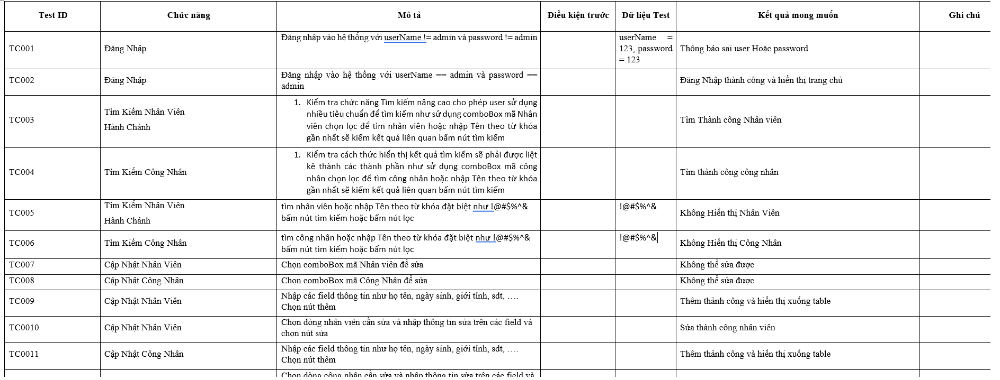 Test ID
Chức năng
Mô tả
Điều kiện trước
Dữ liệu Test
Kết quả mong muốn
Ghi chú
TC001
Đăng Nhập
Đăng nhập vào hệ thống với userName != admin và password != admin
userName =
123, password
= 123
Thông báo sai user Hoặc password
TC002
Đăng Nhập
Đăng nhập vào hệ thống với userName == admin và password ==
admin
Đăng Nhập thành công và hiển thị trang chủ
TC003
Tìm Kiếm Nhân Viên
Hành Chánh
1. Kiểm tra chức năng Tìm kiếm nâng cao cho phép user sử dụng
nhiều tiêu chuẩn để tìm kiếm như sử dụng comboBox mã Nhân
viên chọn lọc để tìm nhân viên hoặc nhập Tên theo từ khóa
gần nhất sẽ kiếm kết quả liên quan bấm nút tìm kiếm
Tìm Thành công Nhân viên
TC004
Tìm Kiếm Công Nhân
1. Kiểm tra cách thức hiển thị kết quả tìm kiếm sẽ phải được liệt
kê thành các thành phần như sử dụng comboBox mã công
nhân chọn lọc để tìm công nhân hoặc nhập Tên theo từ khóa
gần nhất sẽ kiếm kết quả liên quan bấm nút tìm kiếm
Tìm thành công công nhân
TC005
Tìm Kiếm Nhân Viên
Hành Chánh
tìm nhân viên hoặc nhập Tên theo từ khóa đặt biệt như !@#$%^&
bấm nút tìm kiếm hoặc bấm nút lọc
!@#$%^&
Không Hiển thị Nhân Viên
TC006
Tìm Kiếm Công Nhân
tìm công nhân hoặc nhập Tên theo từ khóa đặt biệt như !@#$%^&
bấm nút tìm kiếm hoặc bấm nút lọc
!@#$%^&
Không Hiển thị Công Nhân
TC007
Cập Nhật Nhân Viên
Chọn comboBox mã Nhân viên để sửa
Không thể sửa được
TC008
Cập Nhật Công Nhân
Chọn comboBox mã Công Nhân để sửa
Không thể sửa được
TC009
Cập Nhật Nhân Viên
Nhập các field thông tin như họ tên, ngày sinh, giới tính, sdt, ….
Chọn nút thêm
Thêm thành công và hiển thị xuống table
TC0010
Cập Nhật Nhân Viên
Chọn dòng nhân viên cần sửa và nhập thông tin sửa trên các field và
chọn nút sửa
Sửa thành công nhân viên
TC0011
Cập Nhật Công Nhân
Nhập các field thông tin như họ tên, ngày sinh, giới tính, sdt, ….
Chọn nút thêm
Thêm thành công và hiển thị xuống table
Chọn dòng công nhân cần sửa và nhập thông tin sửa trên các field và